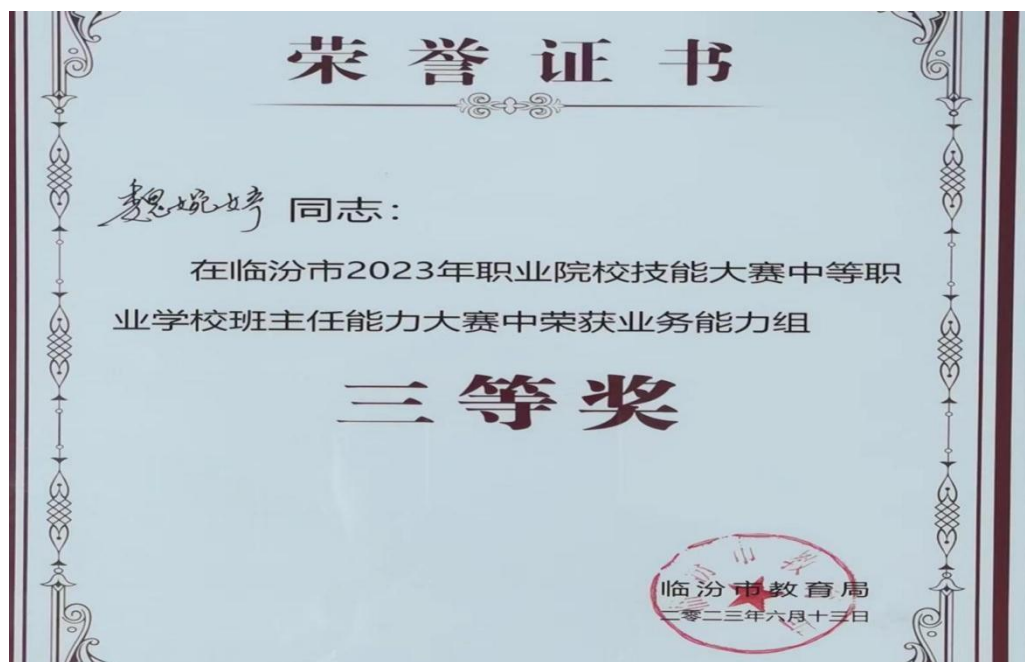 荣誉证书
魏婉婷 同志：
在临汾市2023年职业院校技能大赛中等职
业学校班主任能力大赛中荣获业务能力组
三等奖
临汾市教育局
二零二三年六月十三日